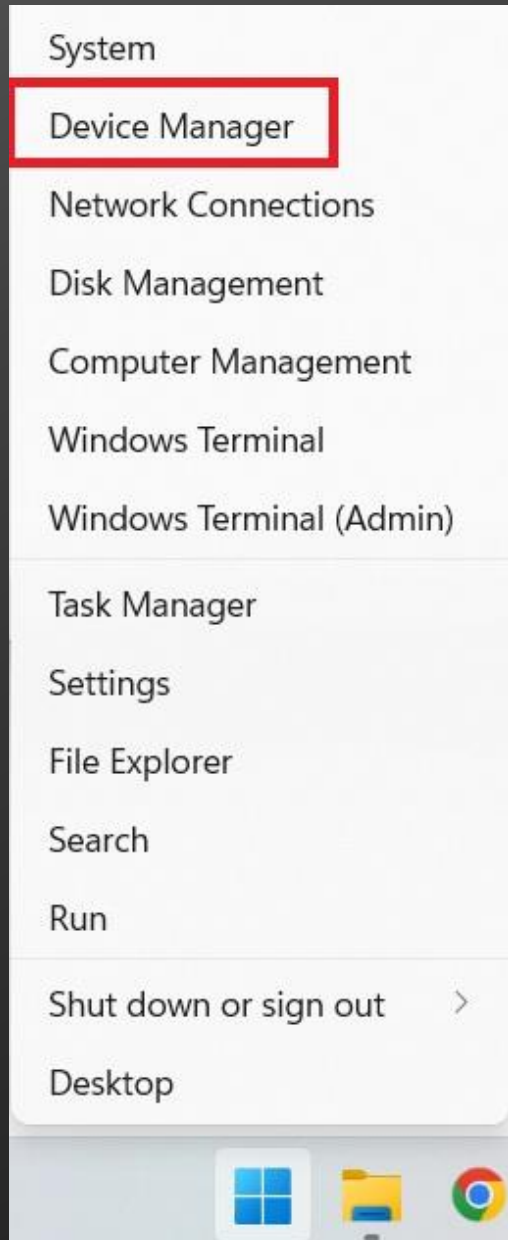 System
Device Manager
Network Connections
Disk Management
Computer Management
Windows Terminal
Windows Terminal (Admin)
Task Manager
Settings
File Explorer
Search
Run
Shut down or sign out
Desktop